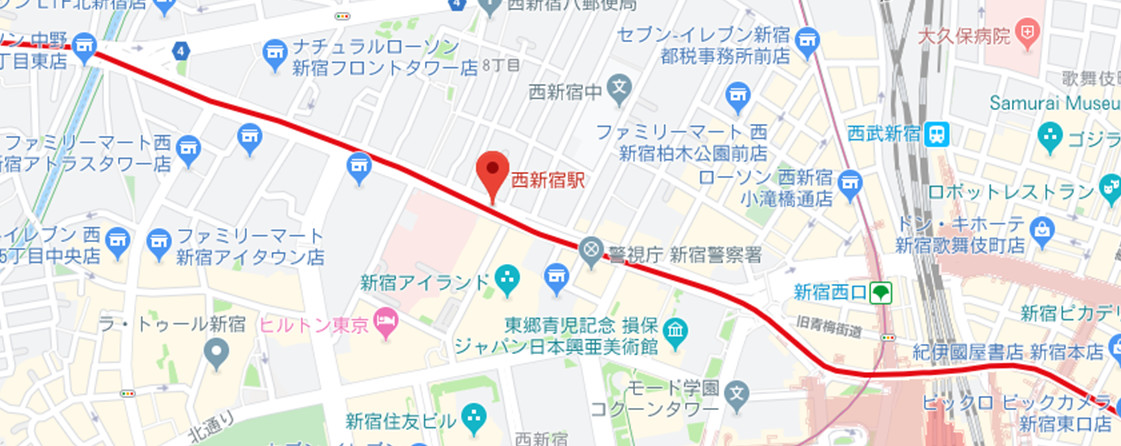 北新宿店
4
西新宿八郵便局
ソン 中野
丁目東店
4
ナチュラルローソン
新宿フロントタワー店
8丁目
セブン-イレブン新宿
都税事務所前店
大久保病院
西新宿中
歌舞伎町
Samurai Museu
ファミリーマート西
新宿アトラスタワー店
ファミリーマート 西
新宿柏木公園前店
西武新宿
ゴジラ
西新宿駅
ローソン 西新宿
小滝橋通店
ロボットレストラン
ドン・キホーテ
新宿歌舞伎町店
イレブン 西
5丁目中央店
ファミリーマート
新宿アイタウン店
警視庁 新宿警察署
新宿アイランド
新宿西口
ラ・トゥール新宿
ヒルトン東京
東郷青児記念 損保
ジャパン日本興亜美術館
旧青梅街道
新宿ピカデリ
紀伊國屋書店 新宿本店
モード学園
コクーンタワー
ビックロ ビックカメラ
新宿東口店
北通り
新宿住友ビル
西新宿
セブン‐イレブン